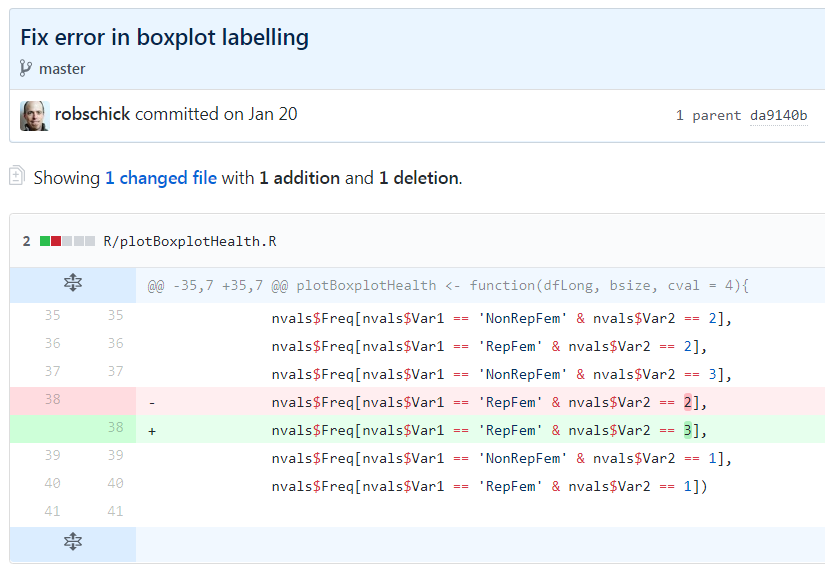 Fix error in boxplot labelling
master
robschick committed on Jan 20 1 parent da9140b
Showing 1 changed file with 1 addition and 1 deletion.
2 R/plotBoxplotHealth.R
@@ -35,7 +35,7 @@ plotBoxplotHealth <- function(dfLong, bsize, cval = 4){
35 35 nvals$Freq[nvals$Var1 == 'NonRepFem' & nvals$Var2 == 2],
36 36 nvals$Freq[nvals$Var1 == 'RepFem' & nvals$Var2 == 2],
37 37 nvals$Freq[nvals$Var1 == 'NonRepFem' & nvals$Var2 == 3],
38 - nvals$Freq[nvals$Var1 == 'RepFem' & nvals$Var2 == 2],
38 + nvals$Freq[nvals$Var1 == 'RepFem' & nvals$Var2 == 3],
39 39 nvals$Freq[nvals$Var1 == 'NonRepFem' & nvals$Var2 == 1],
40 40 nvals$Freq[nvals$Var1 == 'RepFem' & nvals$Var2 == 1])
41 41